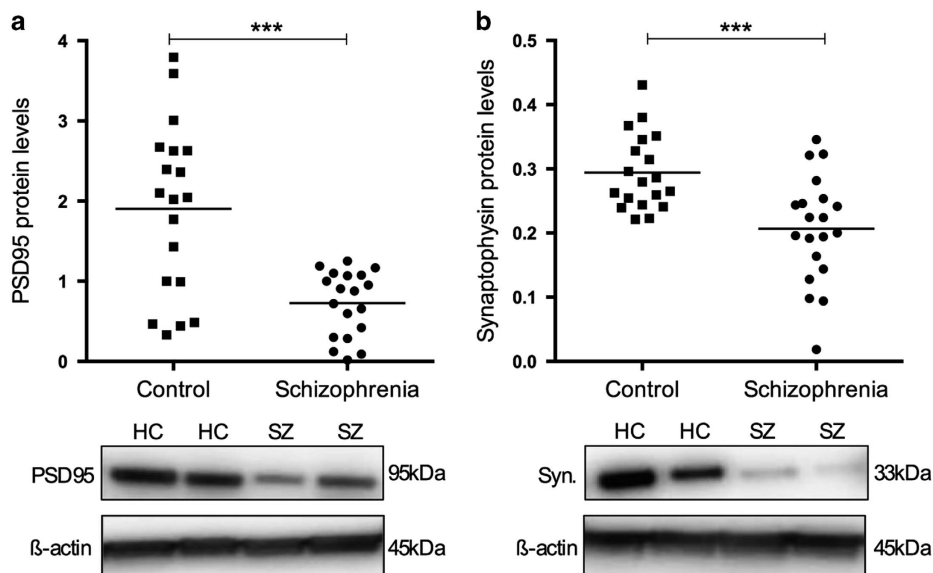 a
***
4
3
2
1
0
PSD95 protein levels
Control Schizophrenia
HC HC SZ SZ
PSD95 95kDa
ß-actin 45kDa
b
***
0.5
0.4
0.3
0.2
0.1
0.0
Synaptophysin protein levels
Control Schizophrenia
HC HC SZ SZ
Syn. 33kDa
ß-actin 45kDa